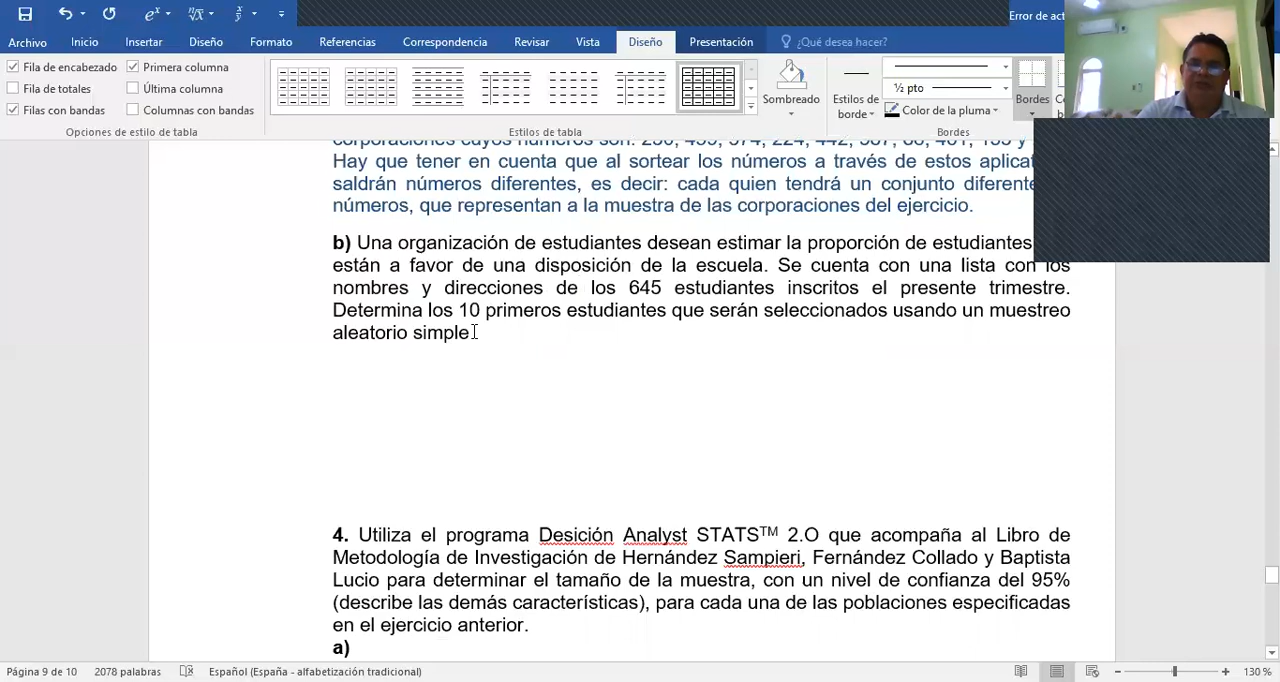 Error de act
Archivo Inicio Insertar Diseño Formato Referencias Correspondencia Revisar Vista Diseño Presentación ¿Qué desea hacer?
Fila de encabezado Primera columna
Fila de totales Última columna
Filas con bandas Columnas con bandas
Opciones de estilo de tabla
Estilos de tabla
Sombreado
Estilos de borde
½ pto
Color de la pluma
Bordes
Bordes
Hay que tener en cuenta que al sortear los números a través de estos
saldrán números diferentes, es decir: cada quien tendrá un conjunto diferente
números, que representan a la muestra de las corporaciones del ejercicio.
b) Una organización de estudiantes desean estimar la proporción de estudiantes
están a favor de una disposición de la escuela. Se cuenta con una lista con los
nombres y direcciones de los 645 estudiantes inscritos el presente trimestre.
Determina los 10 primeros estudiantes que serán seleccionados usando un muestreo
aleatorio simple
4. Utiliza el programa Desición Analyst STATS™ 2.O que acompaña al Libro de
Metodología de Investigación de Hernández Sampieri, Fernández Collado y Baptista
Lucio para determinar el tamaño de la muestra, con un nivel de confianza del 95%
(describe las demás características), para cada una de las poblaciones especificadas
en el ejercicio anterior.
a)
Página 9 de 10 2078 palabras Español (España - alfabetización tradicional) 130 %